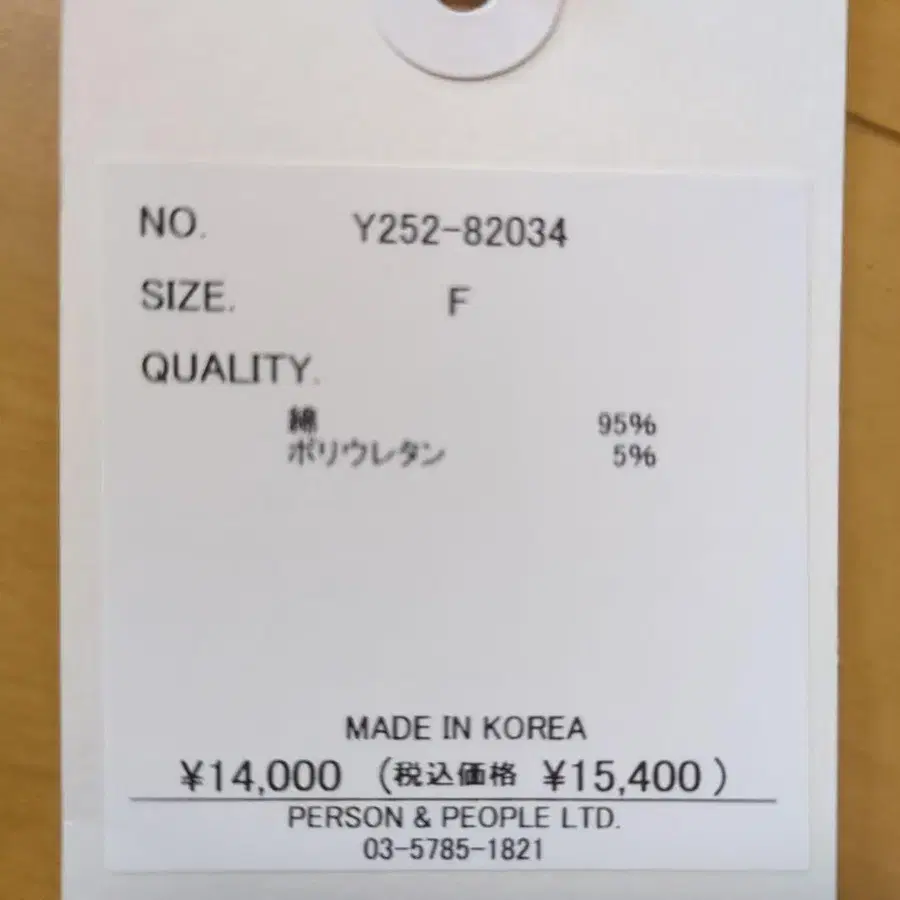 NO. Y252-82034
SIZE. F
QUALITY.
綿 95%
ポリウレタン 5%
MADE IN KOREA
¥14,000 (税込価格 ¥15,400)
PERSON & PEOPLE LTD.
03-5785-1821